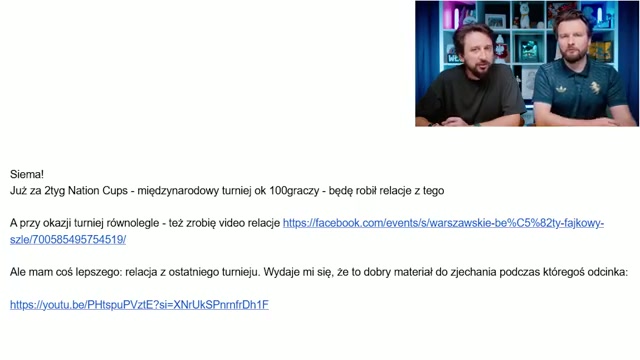 Siema!
Już za 2tyg Nation Cups - międzynarodowy turniej ok 100graczy - będę robił relacje z tego
A przy okazji turniej równolegle - też zrobię video relacje https://facebook.com/events/s/warszawskie-be%C5%82ty-fajkowy-
szle/700585495754519/
Ale mam coś lepszego: relacja z ostatniego turnieju. Wydaje mi się, że to dobry materiał do zjechania podczas któregoś odcinka:
https://youtu.be/PHtspuPVztE?si=XNrUkSPnrnfrDh1F